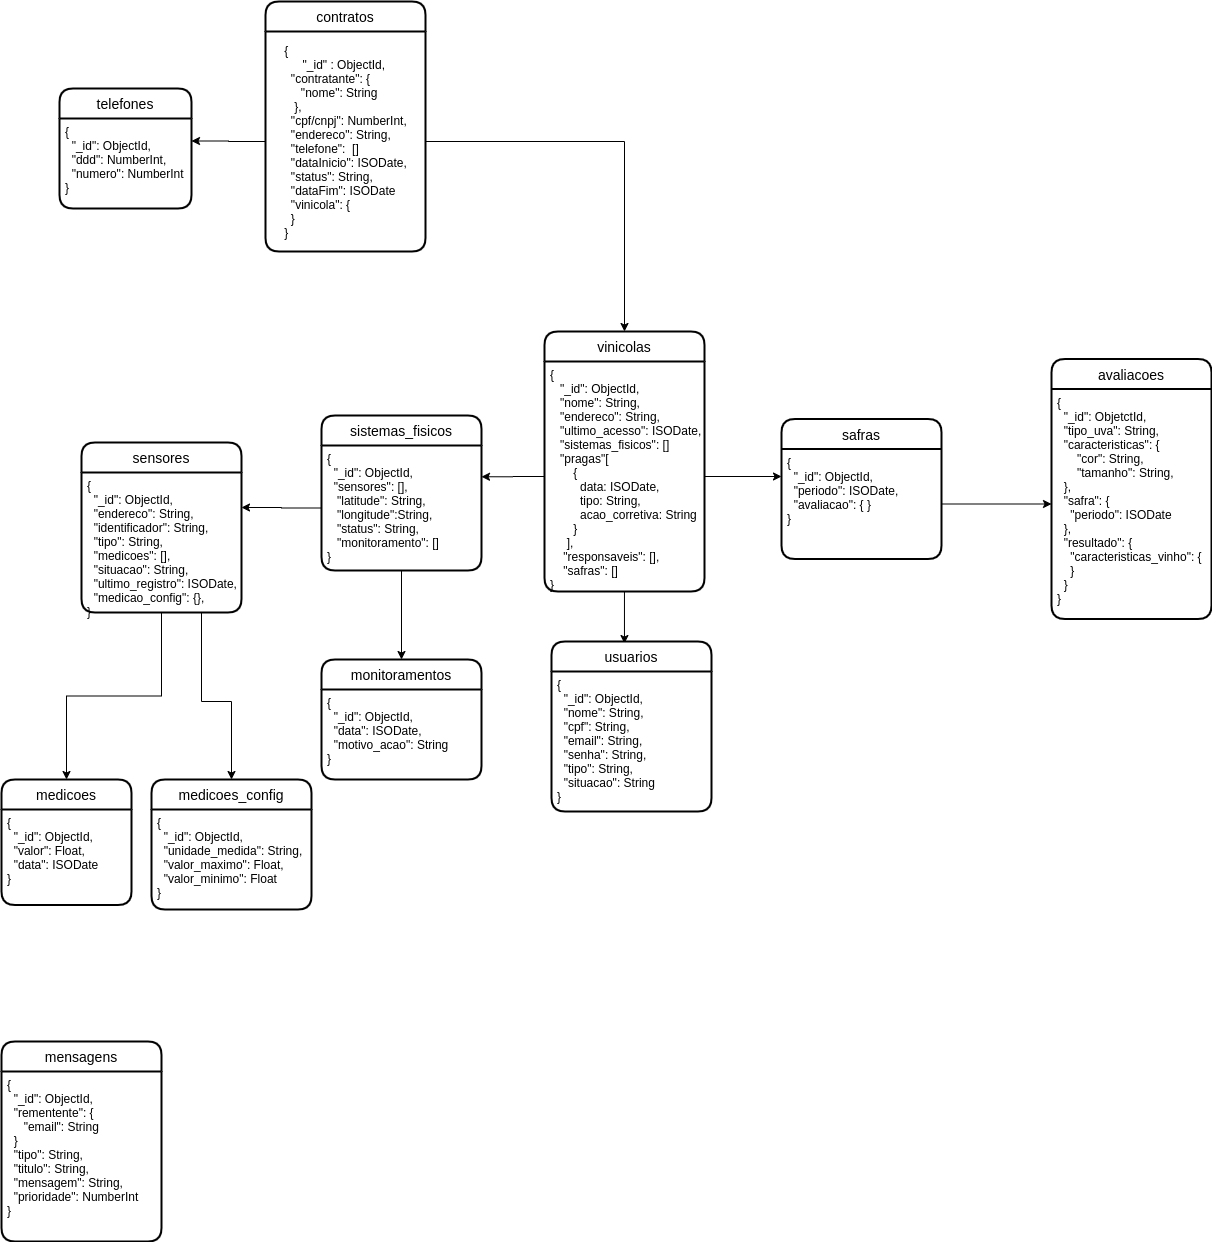 contratos
{
"_id" : ObjectId,
"contratante": {
"nome": String
},
"cpf/cnpj": NumberInt,
"endereco": String,
"telefone":  []
"dataInicio": ISODate,
"status": String,
"dataFim": ISODate
"vinicola": {
}
}
telefones
{
"_id": ObjectId,
"ddd": NumberInt,
"numero": NumberInt
}
vinicolas
{
"_id": ObjectId,
"nome": String,
"endereco": String,
"ultimo_acesso": ISODate,
"sistemas_fisicos": []
"pragas"[
{
data: ISODate,
tipo: String,
acao_corretiva: String
}
],
"responsaveis": [],
"safras": []
}
avaliacoes
{
"_id": ObjetctId,
"tipo_uva": String,
"caracteristicas": {
"cor": String,
"tamanho": String,
},
"safra": {
"periodo": ISODate
},
"resultado": {
"caracteristicas_vinho": {
}
}
}
sistemas_fisicos
{
"_id": ObjectId,
"sensores": [],
"latitude": String,
"longitude":String,
"status": String,
"monitoramento": []
}
safras
{
"_id": ObjectId,
"periodo": ISODate,
"avaliacao": { }
}
sensores
{
"_id": ObjectId,
"endereco": String,
"identificador": String,
"tipo": String,
"medicoes": [],
"situacao": String,
"ultimo_registro": ISODate,
"medicao_config": {},
}
usuarios
{
"_id": ObjectId,
"nome": String,
"cpf": String,
"email": String,
"senha": String,
"tipo": String,
"situacao": String
}
monitoramentos
{
"_id": ObjectId,
"data": ISODate,
"motivo_acao": String
}
medicoes
{
"_id": ObjectId,
"valor": Float,
"data": ISODate
}
medicoes_config
{
"_id": ObjectId,
"unidade_medida": String,
"valor_maximo": Float,
"valor_minimo": Float
}
mensagens
{
"_id": ObjectId,
"rementente": {
"email": String
}
"tipo": String,
"titulo": String,
"mensagem": String,
"prioridade": NumberInt
}